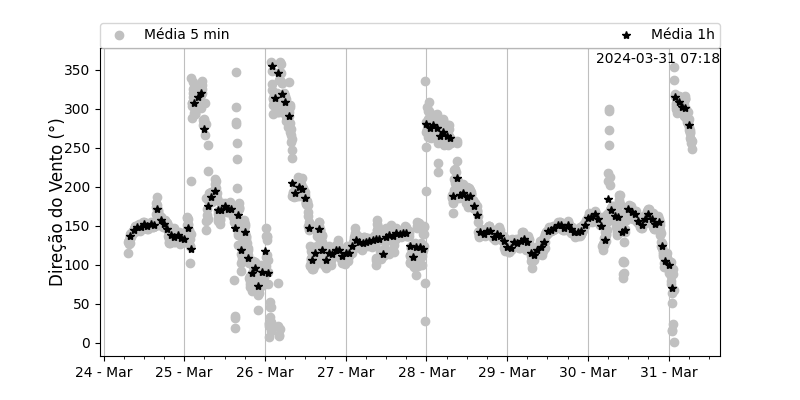 Média 5 min
Média 1h
2024-03-31 07:18
Direção do Vento (°)
350
300
250
200
150
100
50
0
24 - Mar
25 - Mar
26 - Mar
27 - Mar
28 - Mar
29 - Mar
30 - Mar
31 - Mar